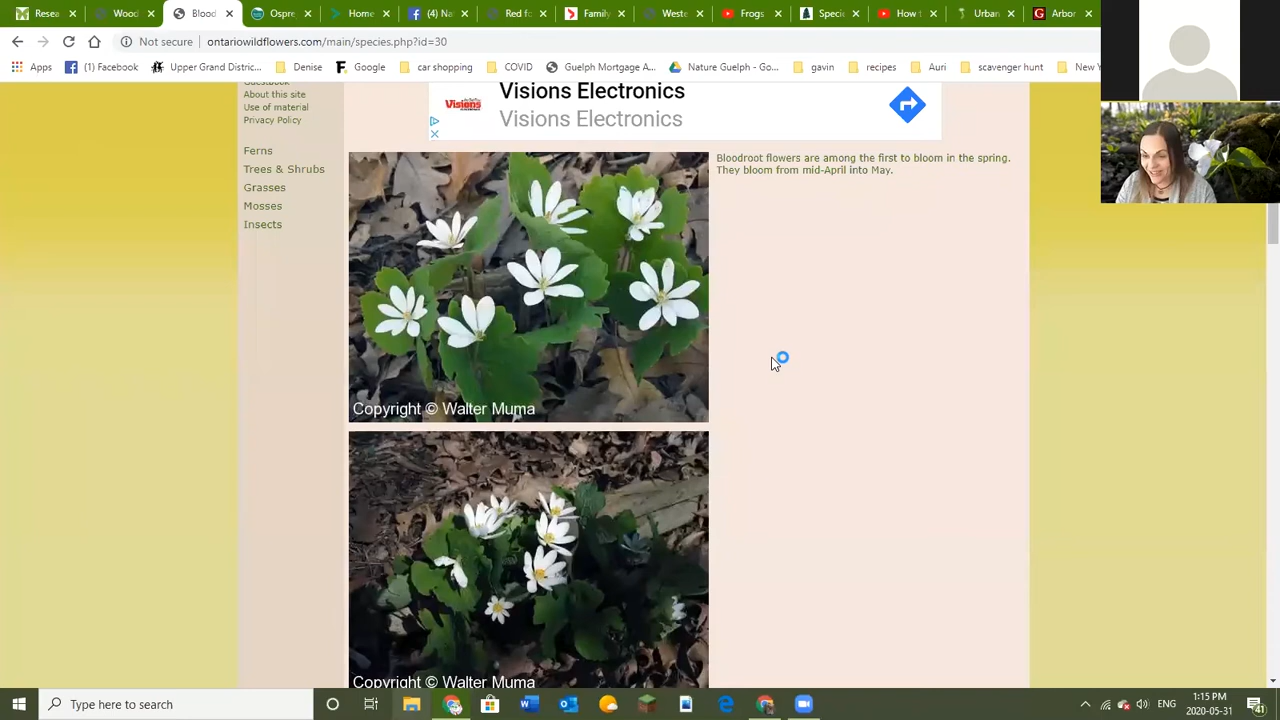 Resea
Wood
Blood
Ospre
Home
(4) Na
Red fo
Family
Weste
Frogs
Specie
How t
Urban
Arbor
Not secure
ontariowildflowers.com/main/species.php?id=30
Apps
(1) Facebook
Upper Grand Distric...
Denise
Google
car shopping
COVID
Guelph Mortgage A...
Nature Guelph - Go...
gavin
recipes
Auri
scavenger hunt
New Y
About this site
Use of material
Privacy Policy
Ferns
Trees & Shrubs
Grasses
Mosses
Insects
Visions
Visions Electronics
Visions Electronics
Bloodroot flowers are among the first to bloom in the spring.
They bloom from mid-April into May.
Copyright © Walter Muma
Copyright © Walter Muma
Type here to search
ENG
1:15 PM
2020-05-31
41